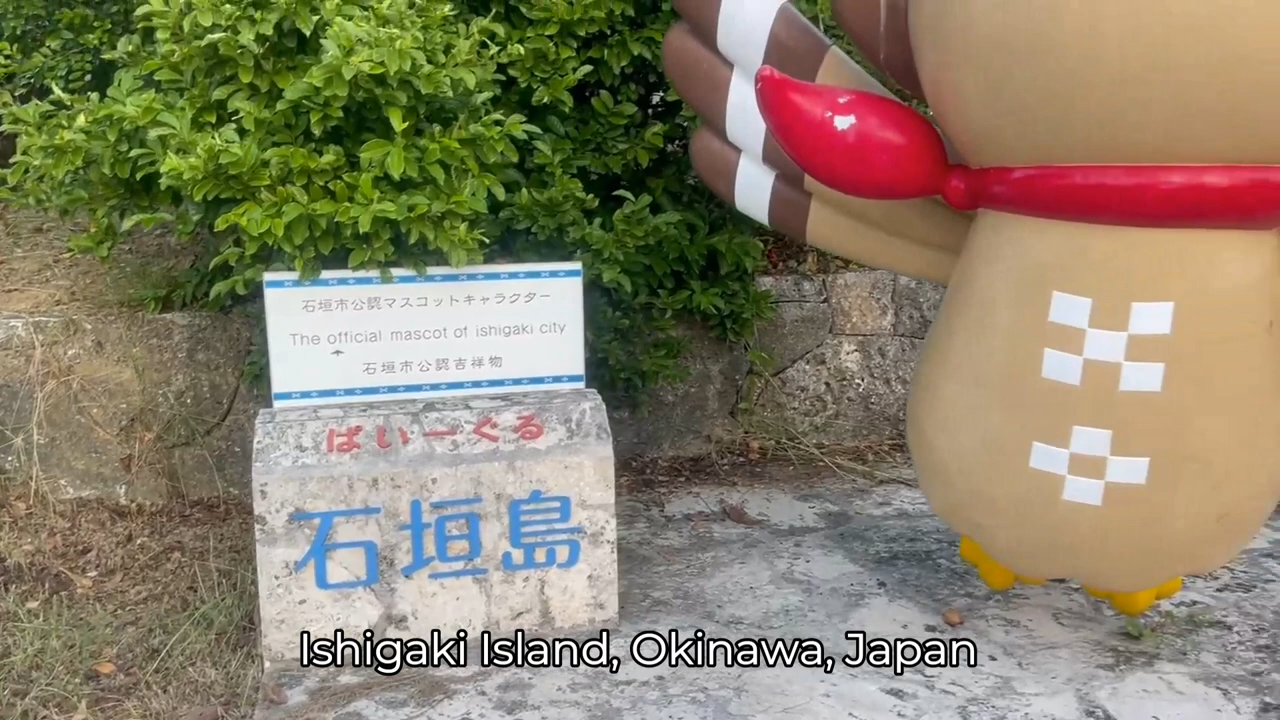 石垣市公認マスコットキャラクター
The official mascot of ishigaki city
石垣市公認吉祥物
ぱいーぐる
石垣島
Ishigaki Island, Okinawa, Japan